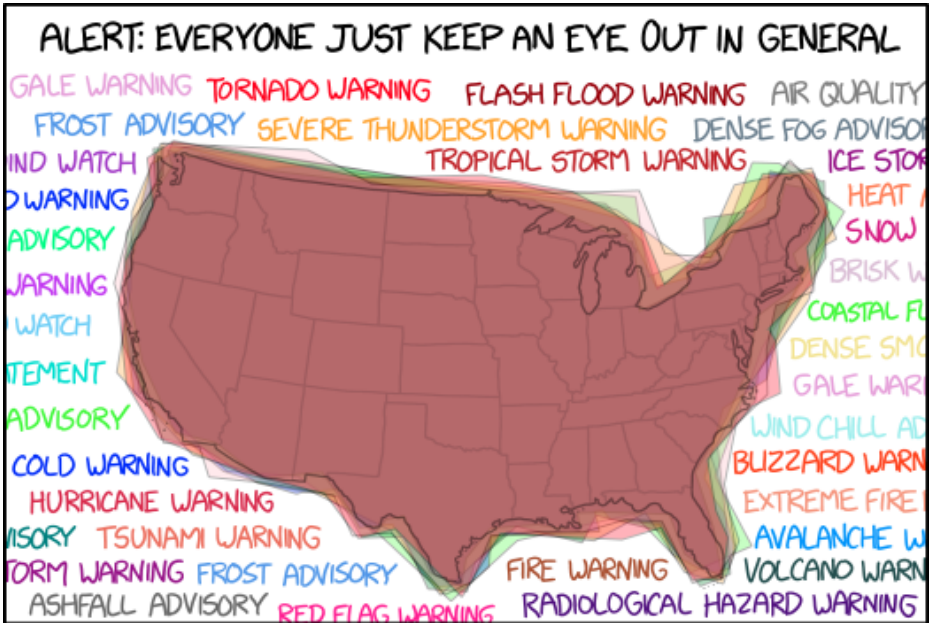 ALERT: EVERYONE JUST KEEP AN EYE OUT IN GENERAL
GALE WARNING TORNADO WARNING FLASH FLOOD WARNING AIR QUALITY
FROST ADVISORY SEVERE THUNDERSTORM WARNING DENSE FOG ADVISO
IND WATCH TROPICAL STORM WARNING ICE STOR
D WARNING HEAT A
ADVISORY SNOW
WARNING BRISK W
WATCH COASTAL FL
TEMENT DENSE SMO
ADVISORY GALE WAR
WIND CHILL AD
COLD WARNING BLIZZARD WARN
HURRICANE WARNING EXTREME FIRE
VISORY TSUNAMI WARNING AVALANCHE W
TORM WARNING FROST ADVISORY FIRE WARNING VOLCANO WARN
ASHFALL ADVISORY RED FLAG WARNING RADIOLOGICAL HAZARD WARNING